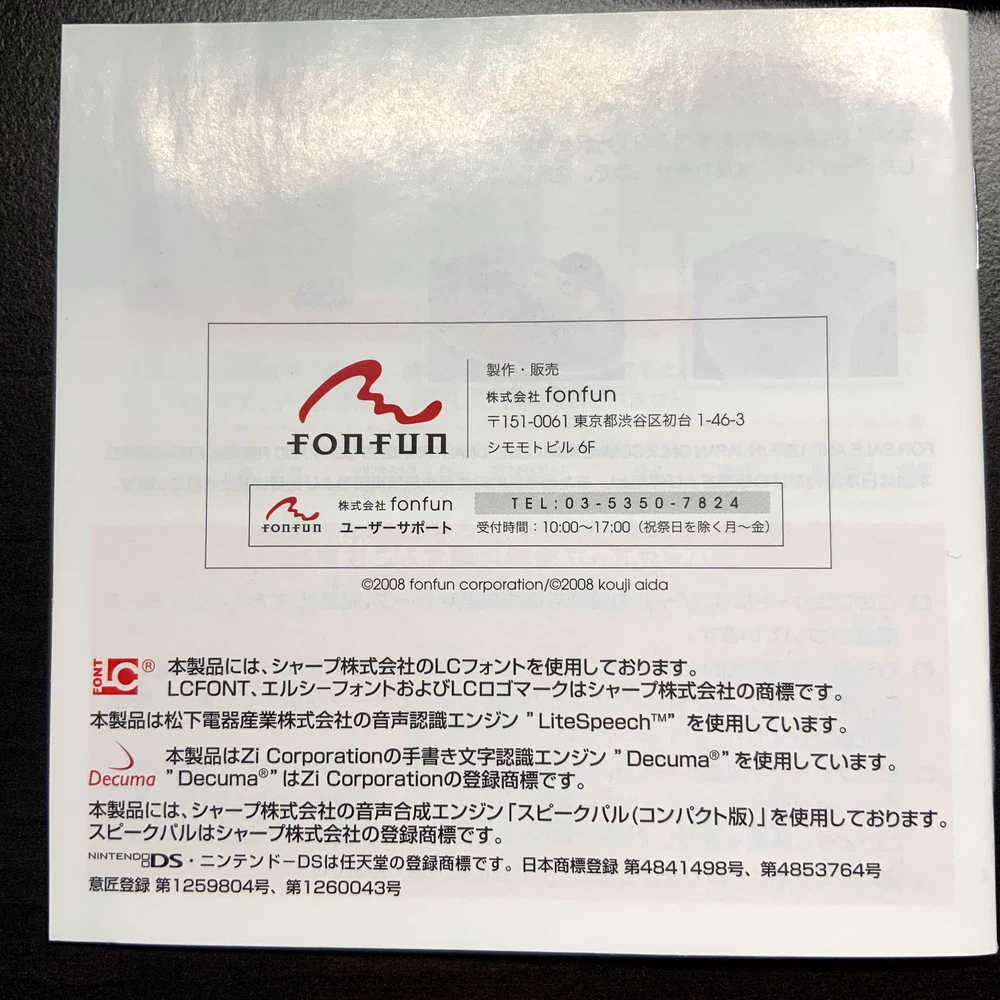 fonfun
製作・販売
株式会社 fonfun
〒151-0061 東京都渋谷区初台 1-46-3
シモモトビル 6F
fonfun
株式会社 fonfun
ユーザーサポート
TEL:03-5350-7824
受付時間：10:00～17:00（祝祭日を除く月～金）
©2008 fonfun corporation/©2008 kouji aida
FONT LC® 本製品には、シャープ株式会社のLCフォントを使用しております。
LCFONT、エルシーフォントおよびLCロゴマークはシャープ株式会社の商標です。
本製品は松下電器産業株式会社の音声認識エンジン ”LiteSpeech™” を使用しています。
Decuma 本製品はZi Corporationの手書き文字認識エンジン ”Decuma®”を使用しています。
”Decuma®”はZi Corporationの登録商標です。
本製品には、シャープ株式会社の音声合成エンジン「スピークパル(コンパクト版)」を使用しております。
スピークパルはシャープ株式会社の登録商標です。
NINTENDO DS・ニンテンドーDSは任天堂の登録商標です。日本商標登録 第4841498号、第4853764号
意匠登録 第1259804号、第1260043号